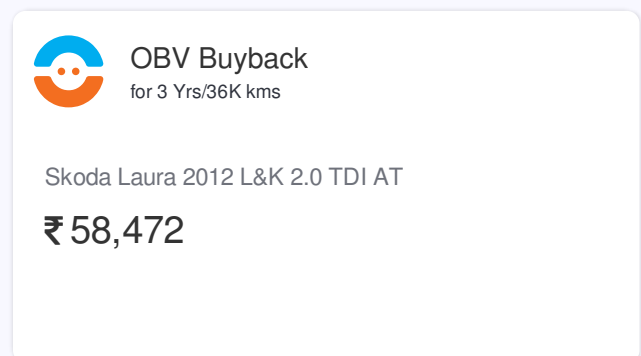 OBV Buyback
for 3 Yrs/36K kms
Skoda Laura 2012 L&K 2.0 TDI AT
₹ 58,472